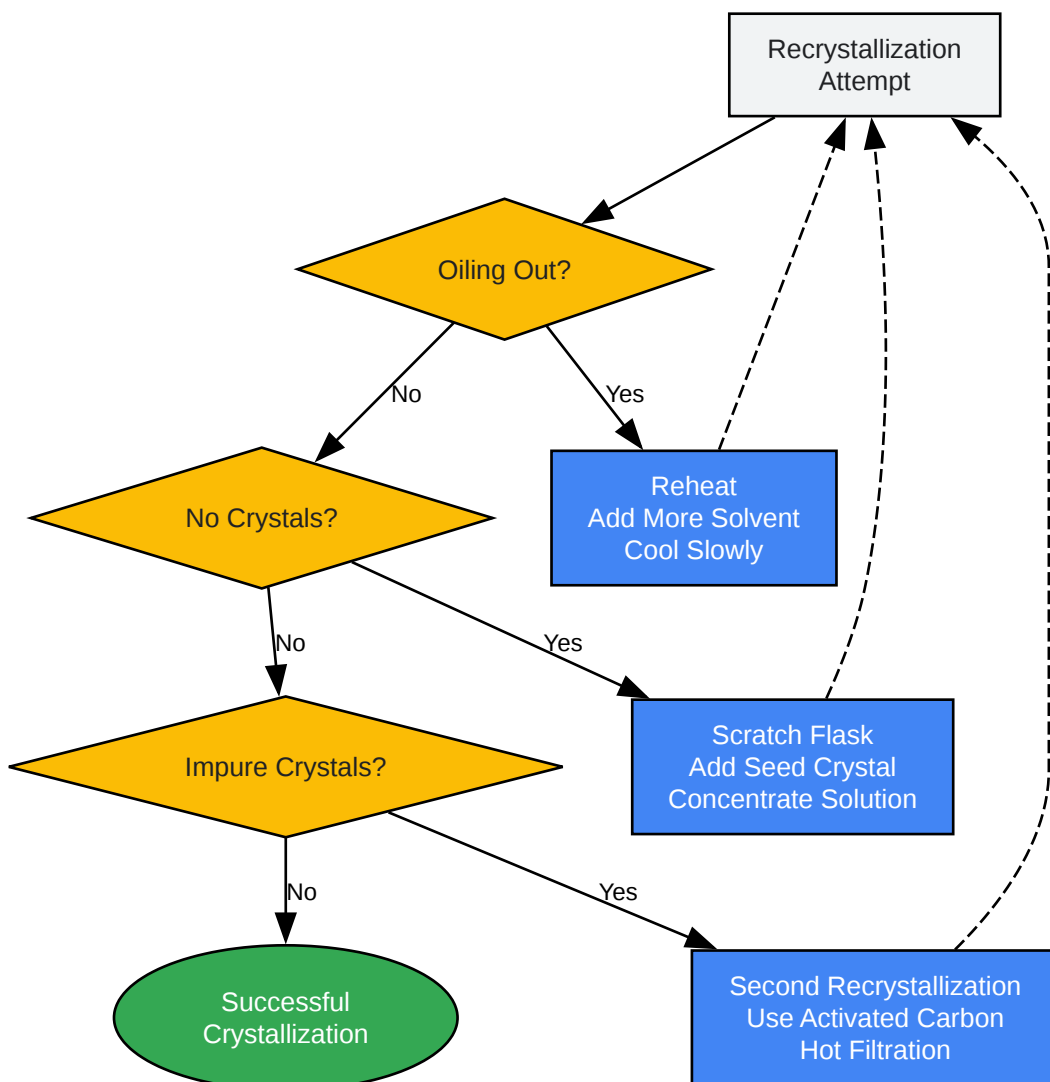 Recrystallization
Attempt
Oiling Out?
No
Yes
No Crystals?
Reheat
Add More Solvent
Cool Slowly
No
Yes
Impure Crystals?
Scratch Flask
Add Seed Crystal
Concentrate Solution
No
Yes
Successful
Crystallization
Second Recrystallization
Use Activated Carbon
Hot Filtration